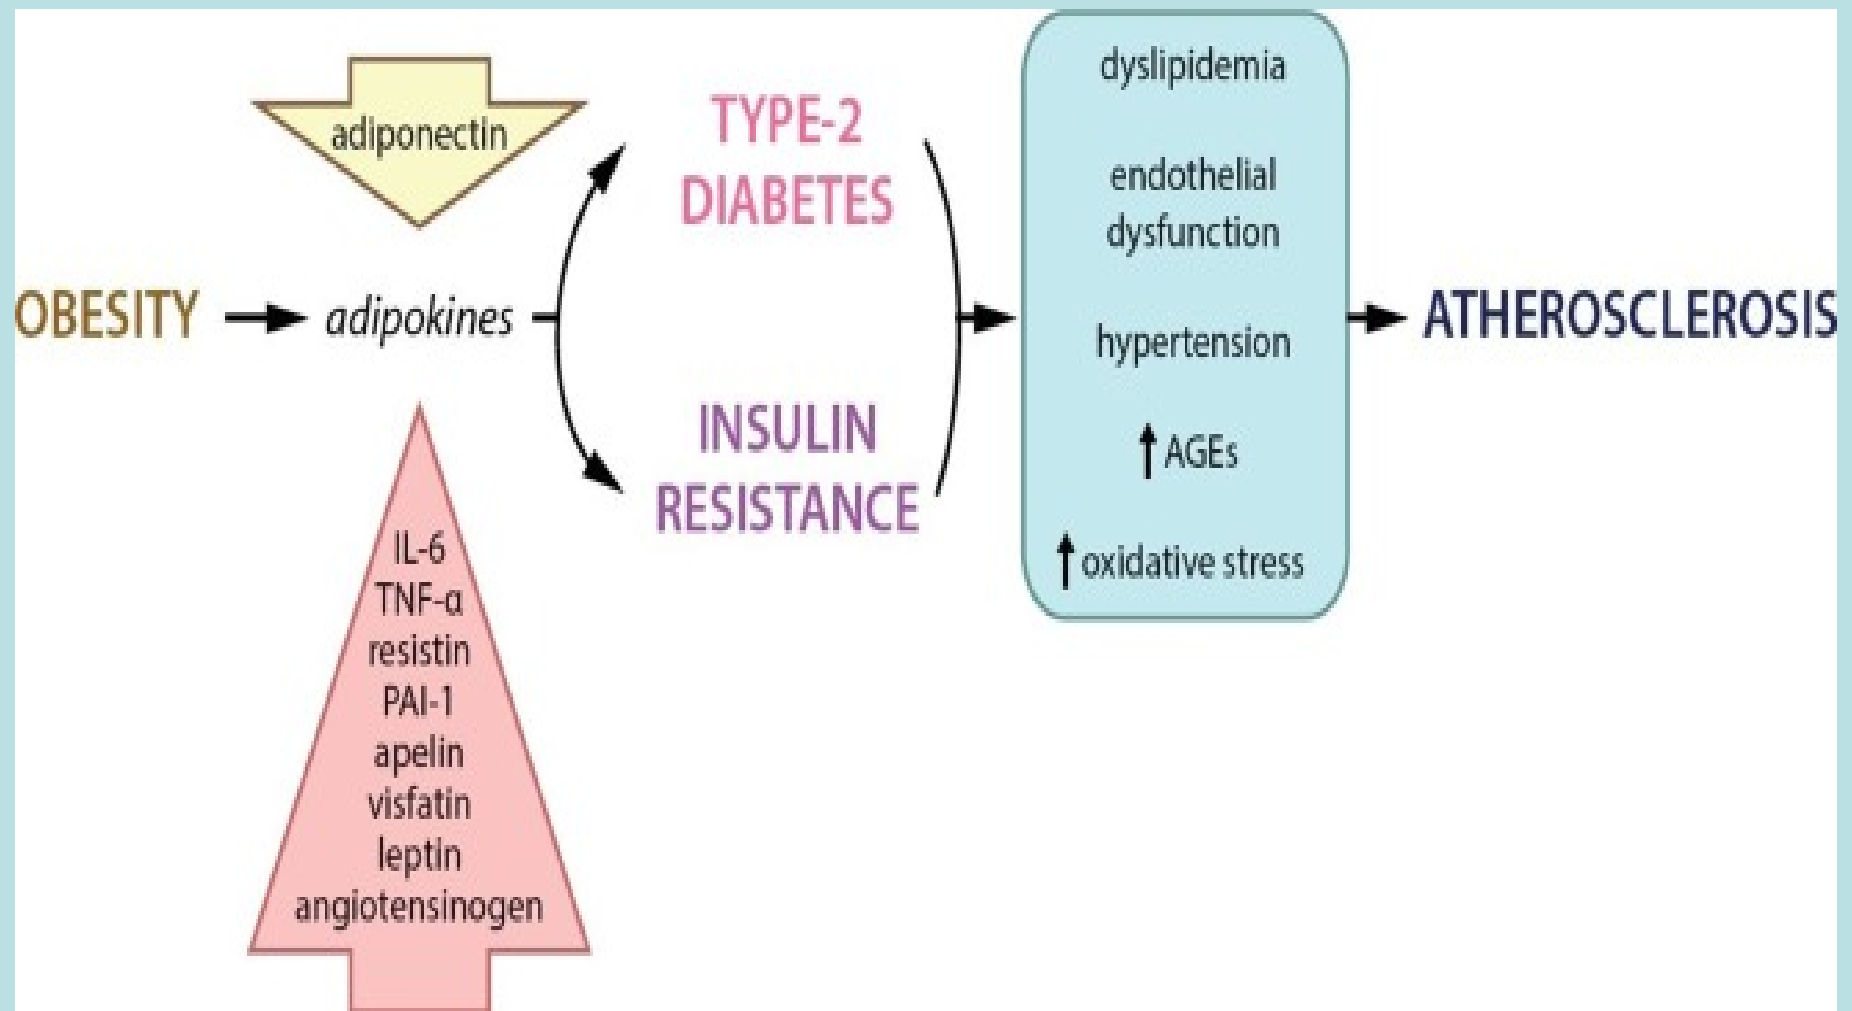 adiponectin
OBESITY
adipokines
IL-6
TNF-α
resistin
PAI-1
apelin
visfatin
leptin
angiotensinogen
TYPE-2
DIABETES
INSULIN
RESISTANCE
dyslipidemia
endothelial
dysfunction
hypertension
↑ AGEs
↑ oxidative stress
ATHEROSCLEROSIS